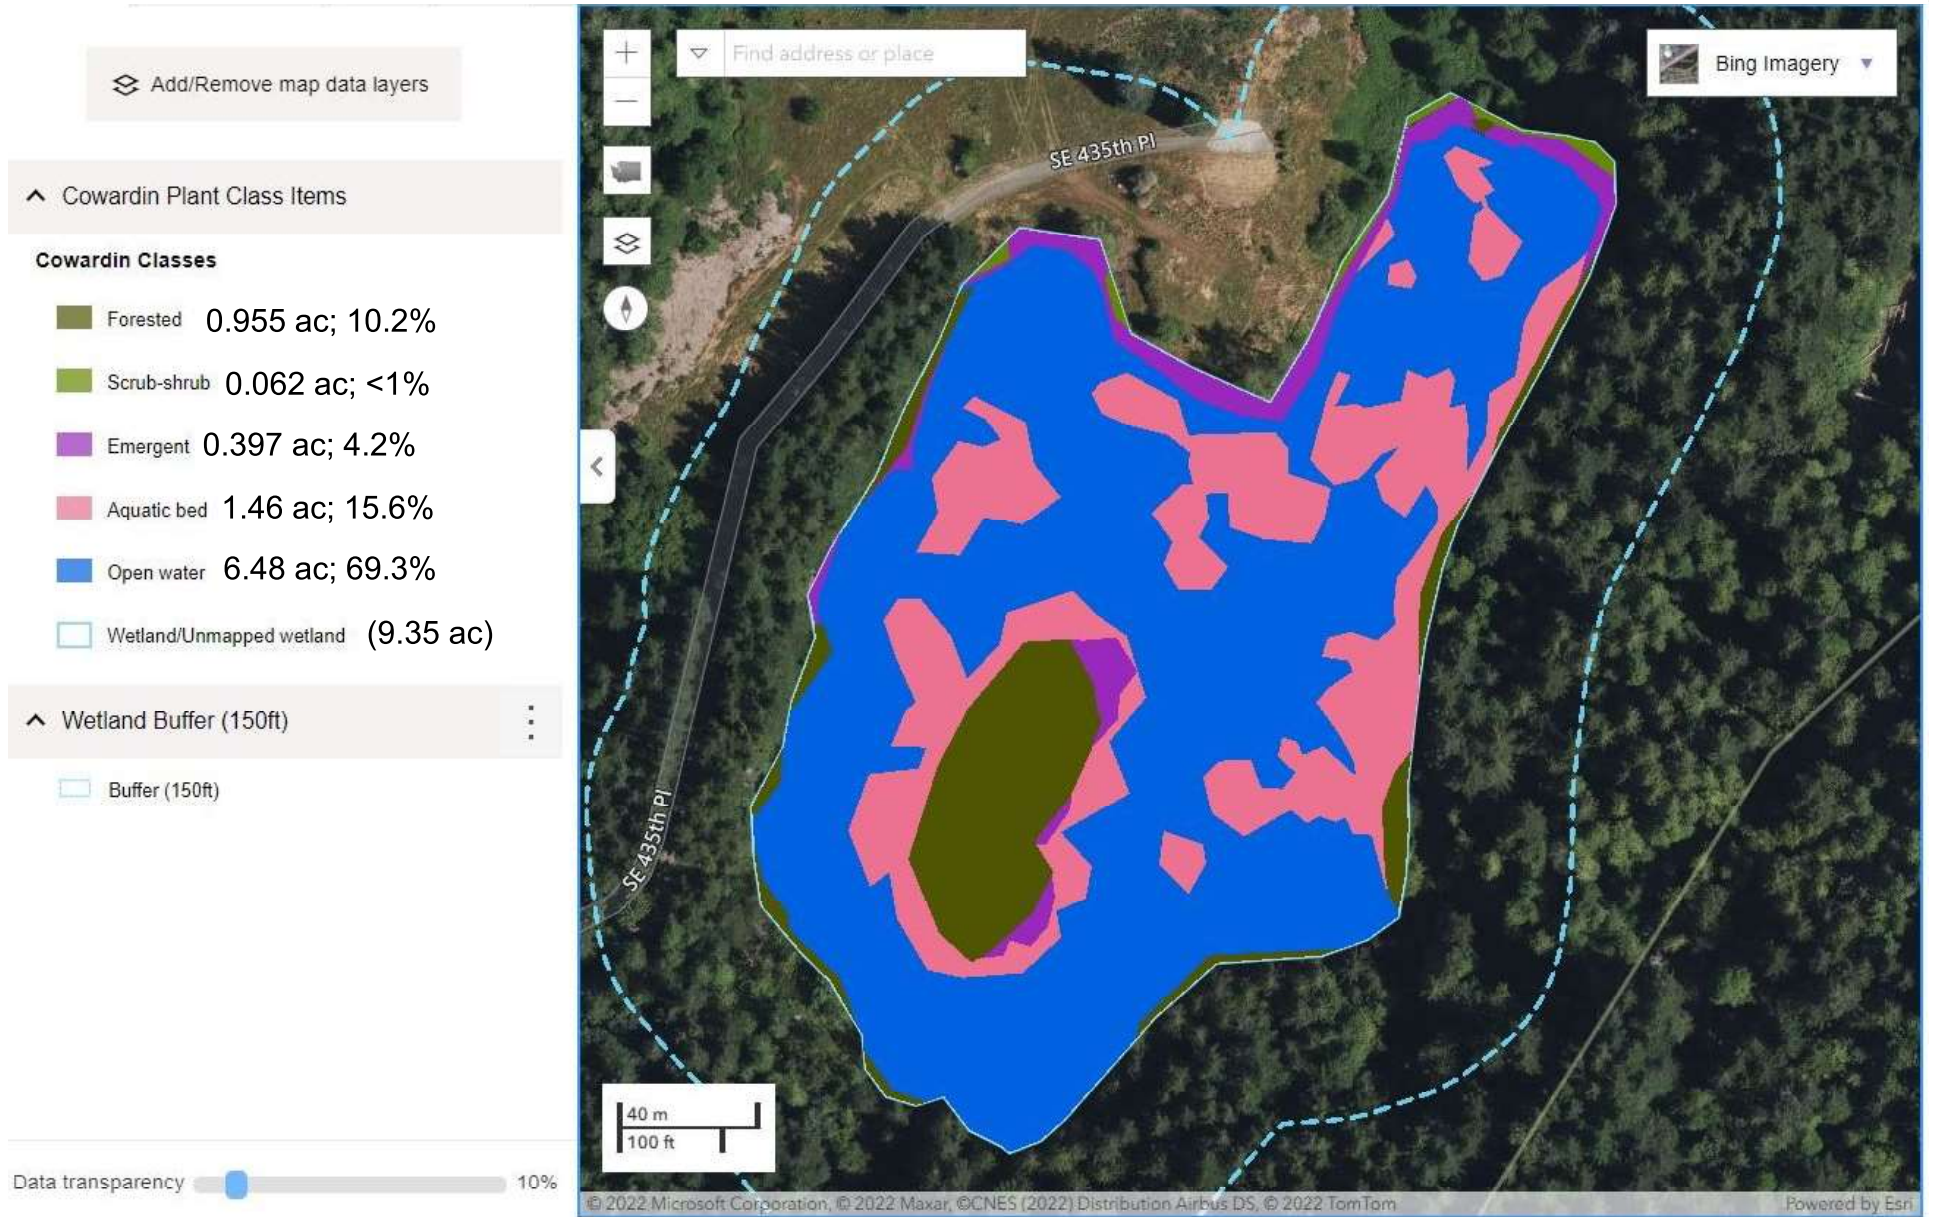 Add/Remove map data layers
Cowardin Plant Class Items
Cowardin Classes
Forested 0.955 ac; 10.2%
Scrub-shrub 0.062 ac; <1%
Emergent 0.397 ac; 4.2%
Aquatic bed 1.46 ac; 15.6%
Open water 6.48 ac; 69.3%
Wetland/Unmapped wetland (9.35 ac)
Wetland Buffer (150ft)
Buffer (150ft)
Data transparency 10%
Find address or place
Bing Imagery
SE 435th Pl
SE 435th Pl
40 m
100 ft
© 2022 Microsoft Corporation, © 2022 Maxar, ©CNES (2022) Distribution Airbus DS, © 2022 TomTom
Powered by Esri